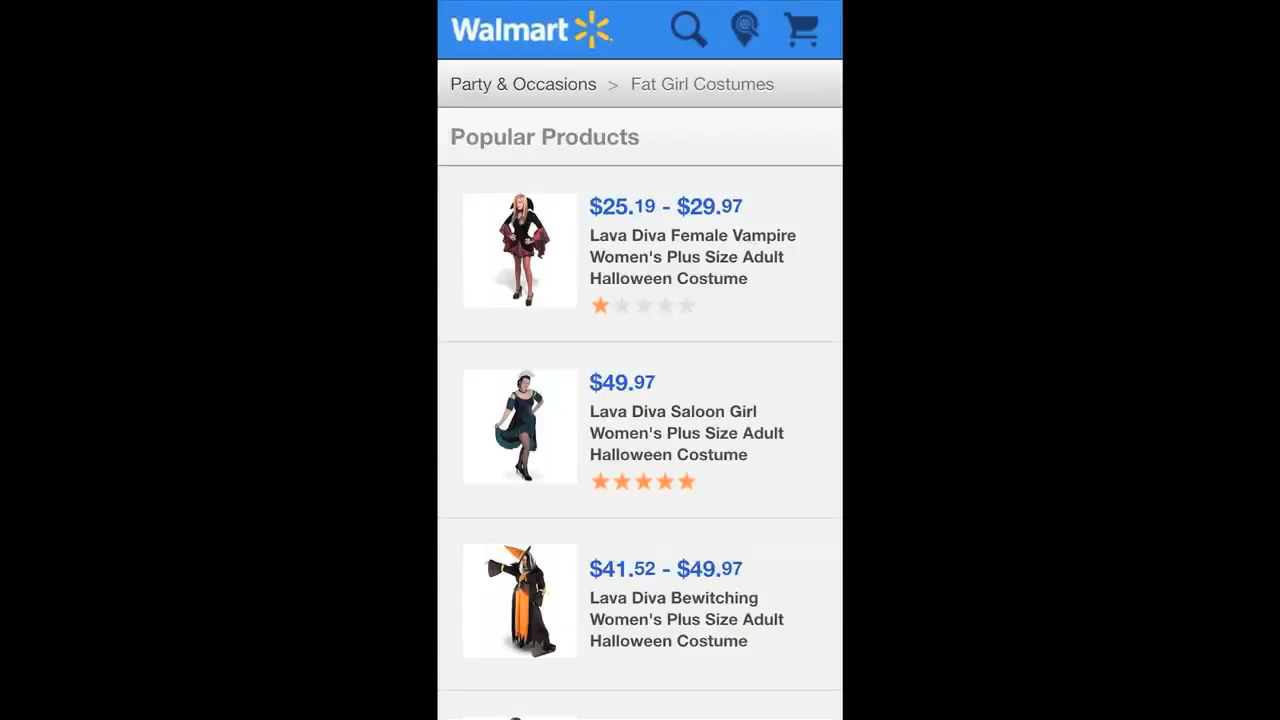 Walmart
Party & Occasions > Fat Girl Costumes
Popular Products
$25.19 - $29.97
Lava Diva Female Vampire
Women's Plus Size Adult
Halloween Costume
$49.97
Lava Diva Saloon Girl
Women's Plus Size Adult
Halloween Costume
$41.52 - $49.97
Lava Diva Bewitching
Women's Plus Size Adult
Halloween Costume